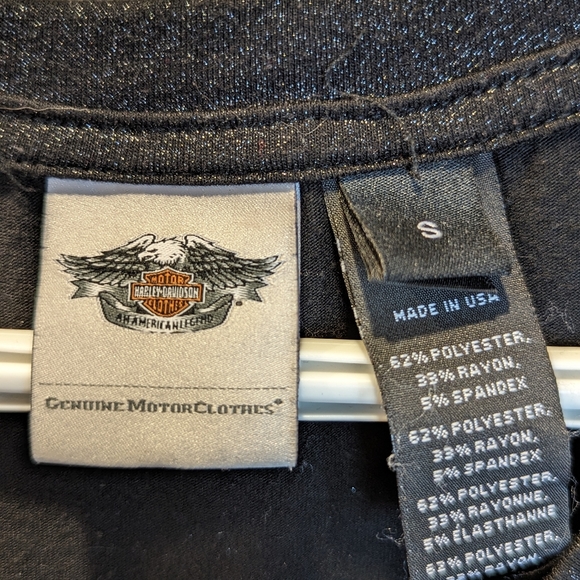 MOTOR
HARLEY-DAVIDSON
CLOTHES
AN AMERICAN LEGEND
GENUINE MOTORCLOTHES®
S
MADE IN USA
62% POLYESTER.
33% RAYON.
5% SPANDEX
62% POLYESTER.
33% RAYON.
5% SPANDEX
62% POLYESTER.
33% RAYONNE.
5% ÉLASTHANNE
62% POLYESTER.